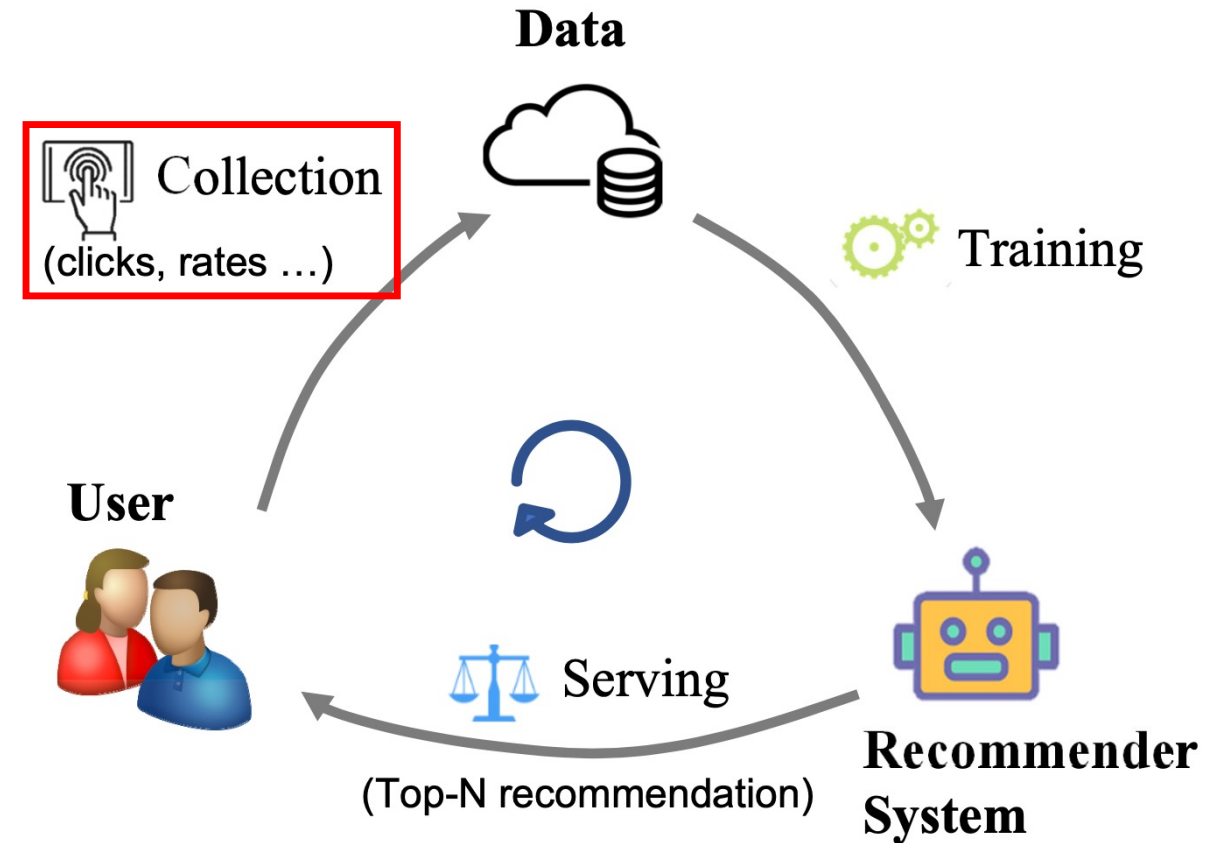 Data
Collection
(clicks, rates …)
Training
User
Serving
(Top-N recommendation)
Recommender
System